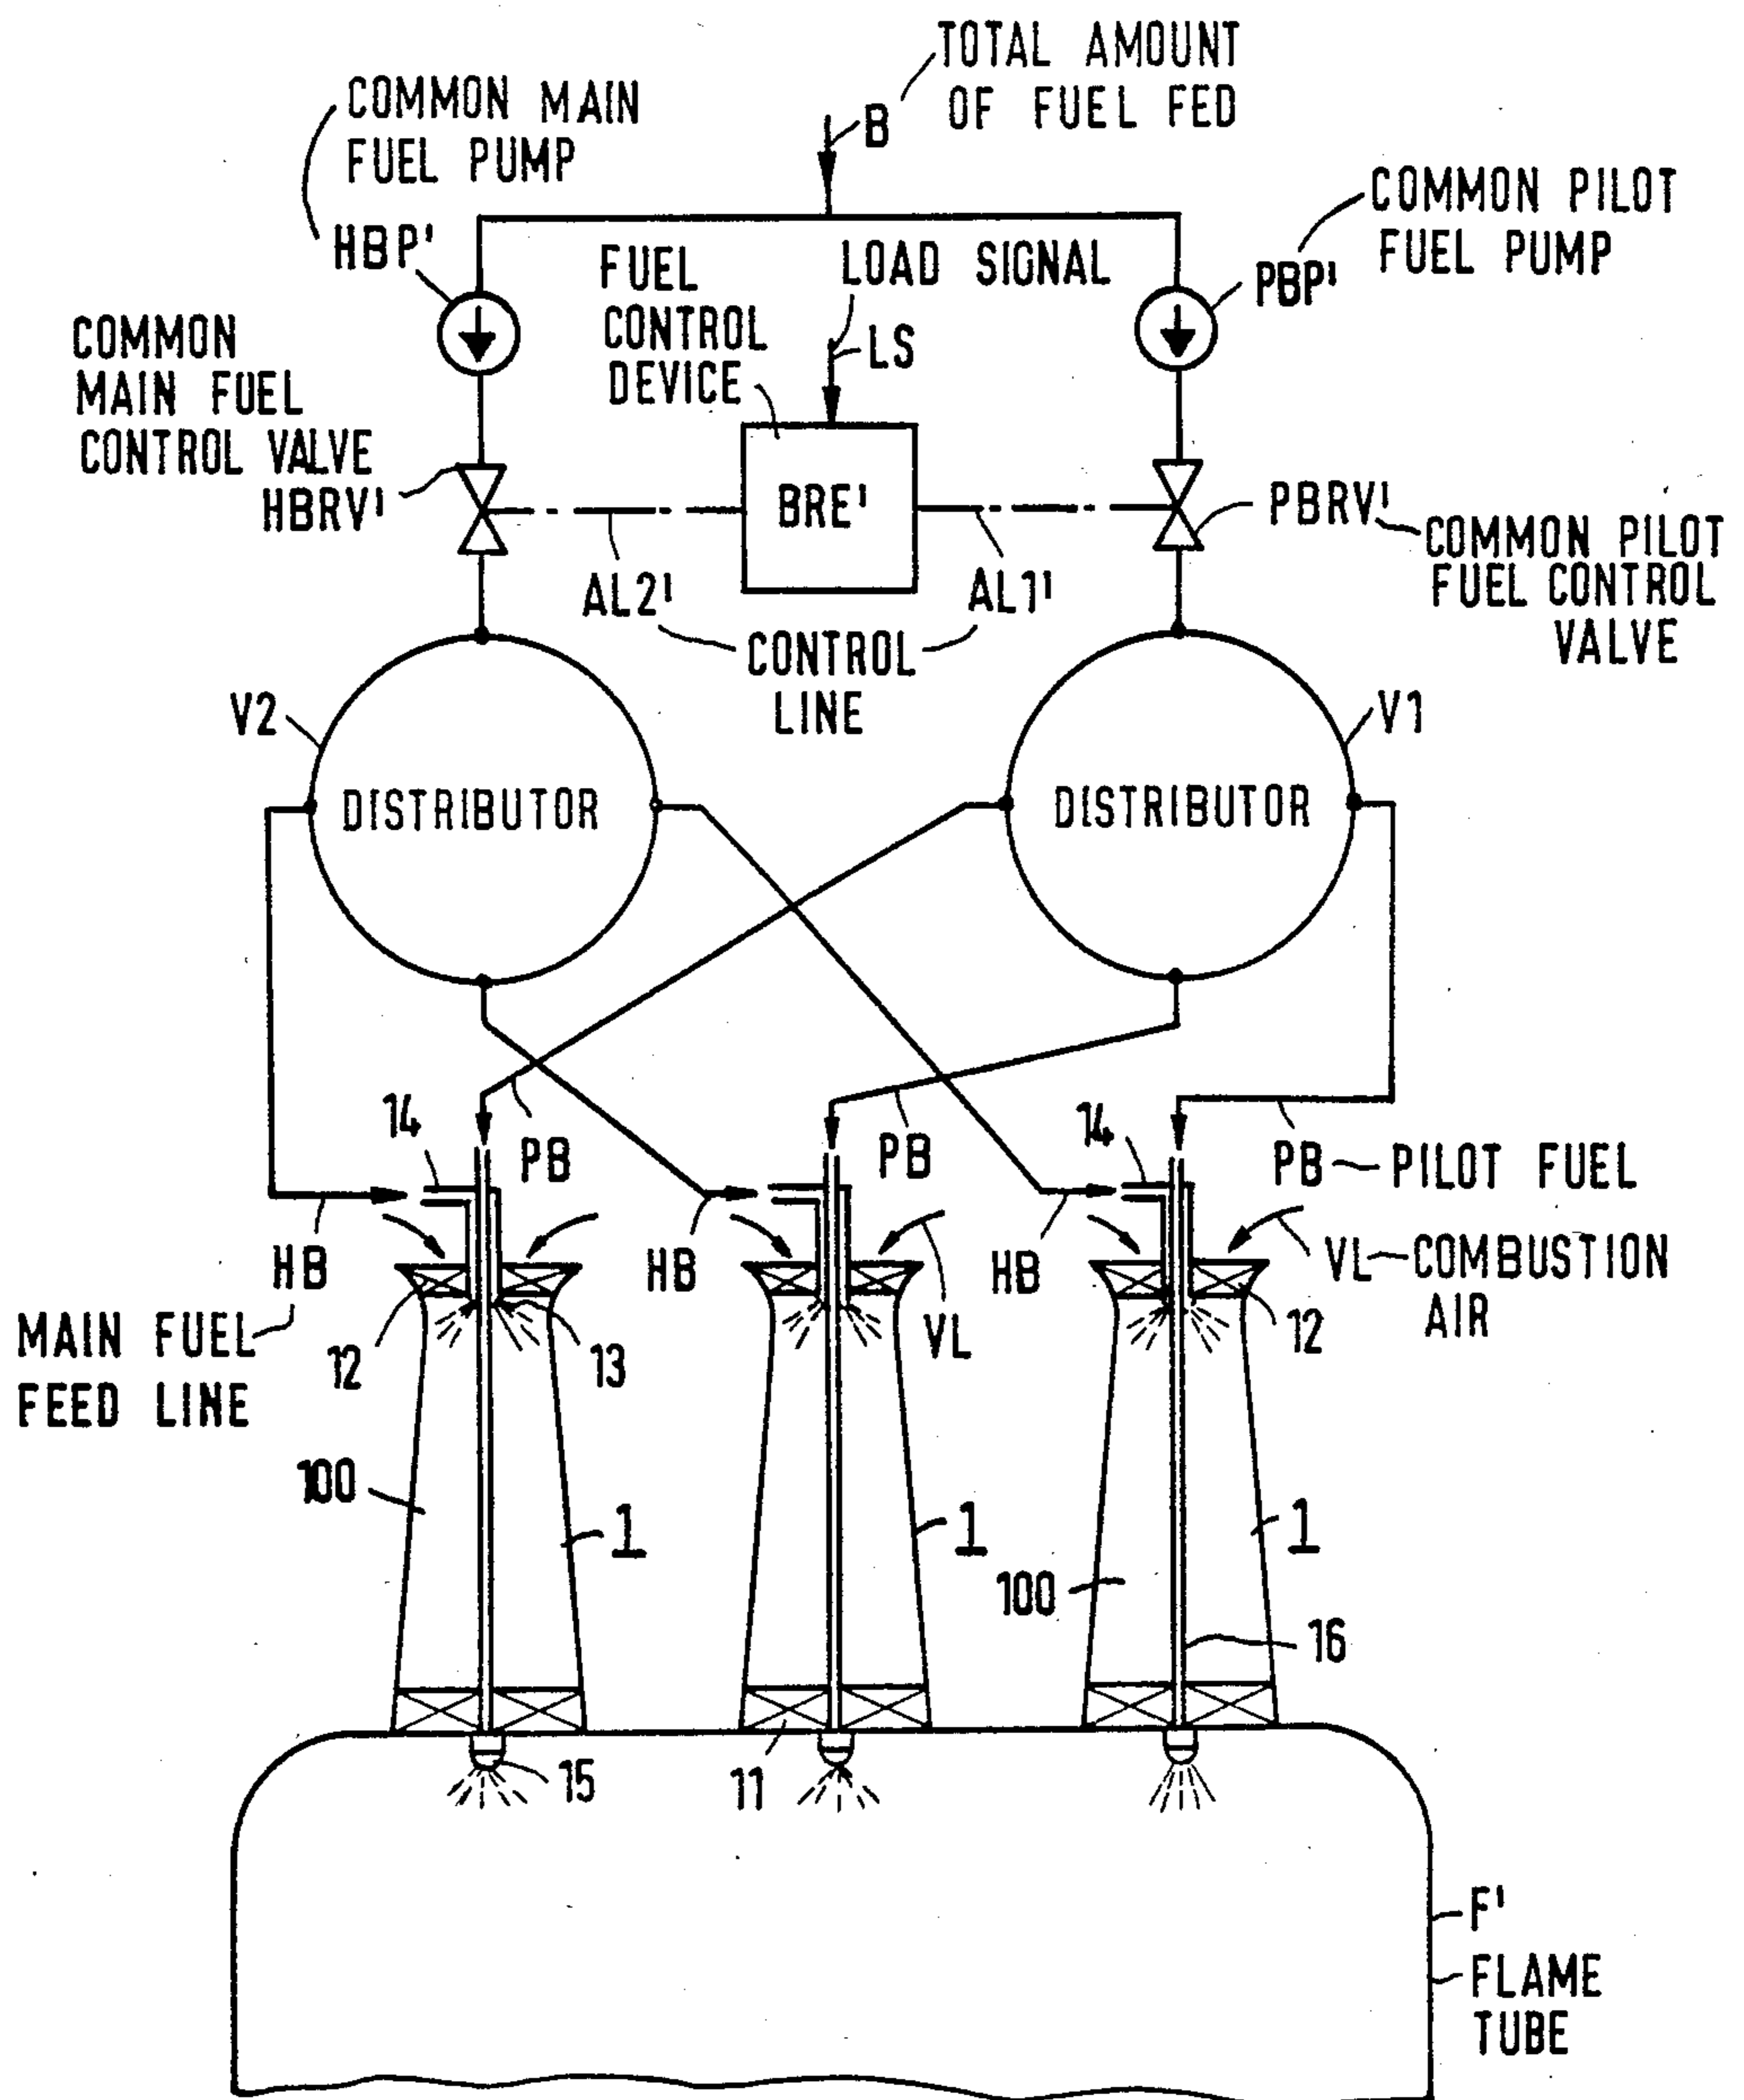 TOTAL AMOUNT
OF FUEL FED
B
COMMON MAIN
FUEL PUMP
HBP'
COMMON PILOT
FUEL PUMP
PBP'
FUEL
CONTROL
DEVICE
LOAD SIGNAL
LS
COMMON
MAIN FUEL
CONTROL VALVE
HBRV'
BRE'
PBRV'
COMMON PILOT
FUEL CONTROL
VALVE
AL2'
AL1'
CONTROL
LINE
V2
V1
DISTRIBUTOR
DISTRIBUTOR
14
PB
PB
14
PB
PILOT FUEL
HB
HB
HB
VL
COMBUSTION
AIR
MAIN FUEL
FEED LINE
12
13
VL
12
100
1
1
100
1
16
15
11
F'
FLAME
TUBE